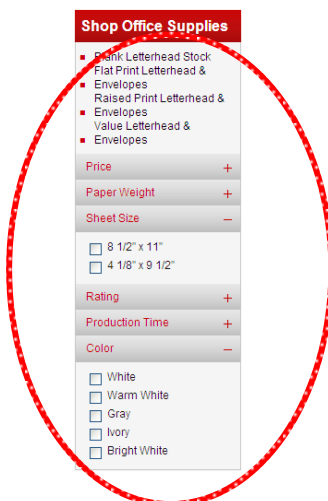 Shop Office Supplies
Blank Letterhead Stock
Flat Print Letterhead &
Envelopes
Raised Print Letterhead &
Envelopes
Value Letterhead &
Envelopes
Price +
Paper Weight +
Sheet Size –
8 1/2" x 11"
4 1/8" x 9 1/2"
Rating +
Production Time +
Color –
White
Warm White
Gray
Ivory
Bright White